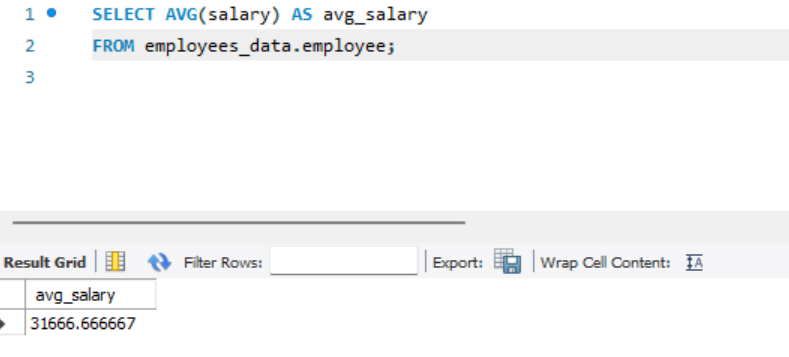 1 SELECT AVG(salary) AS avg_salary
2 FROM employees_data.employee;
3
Result Grid Filter Rows: Export: Wrap Cell Content: IA
avg_salary
31666.666667